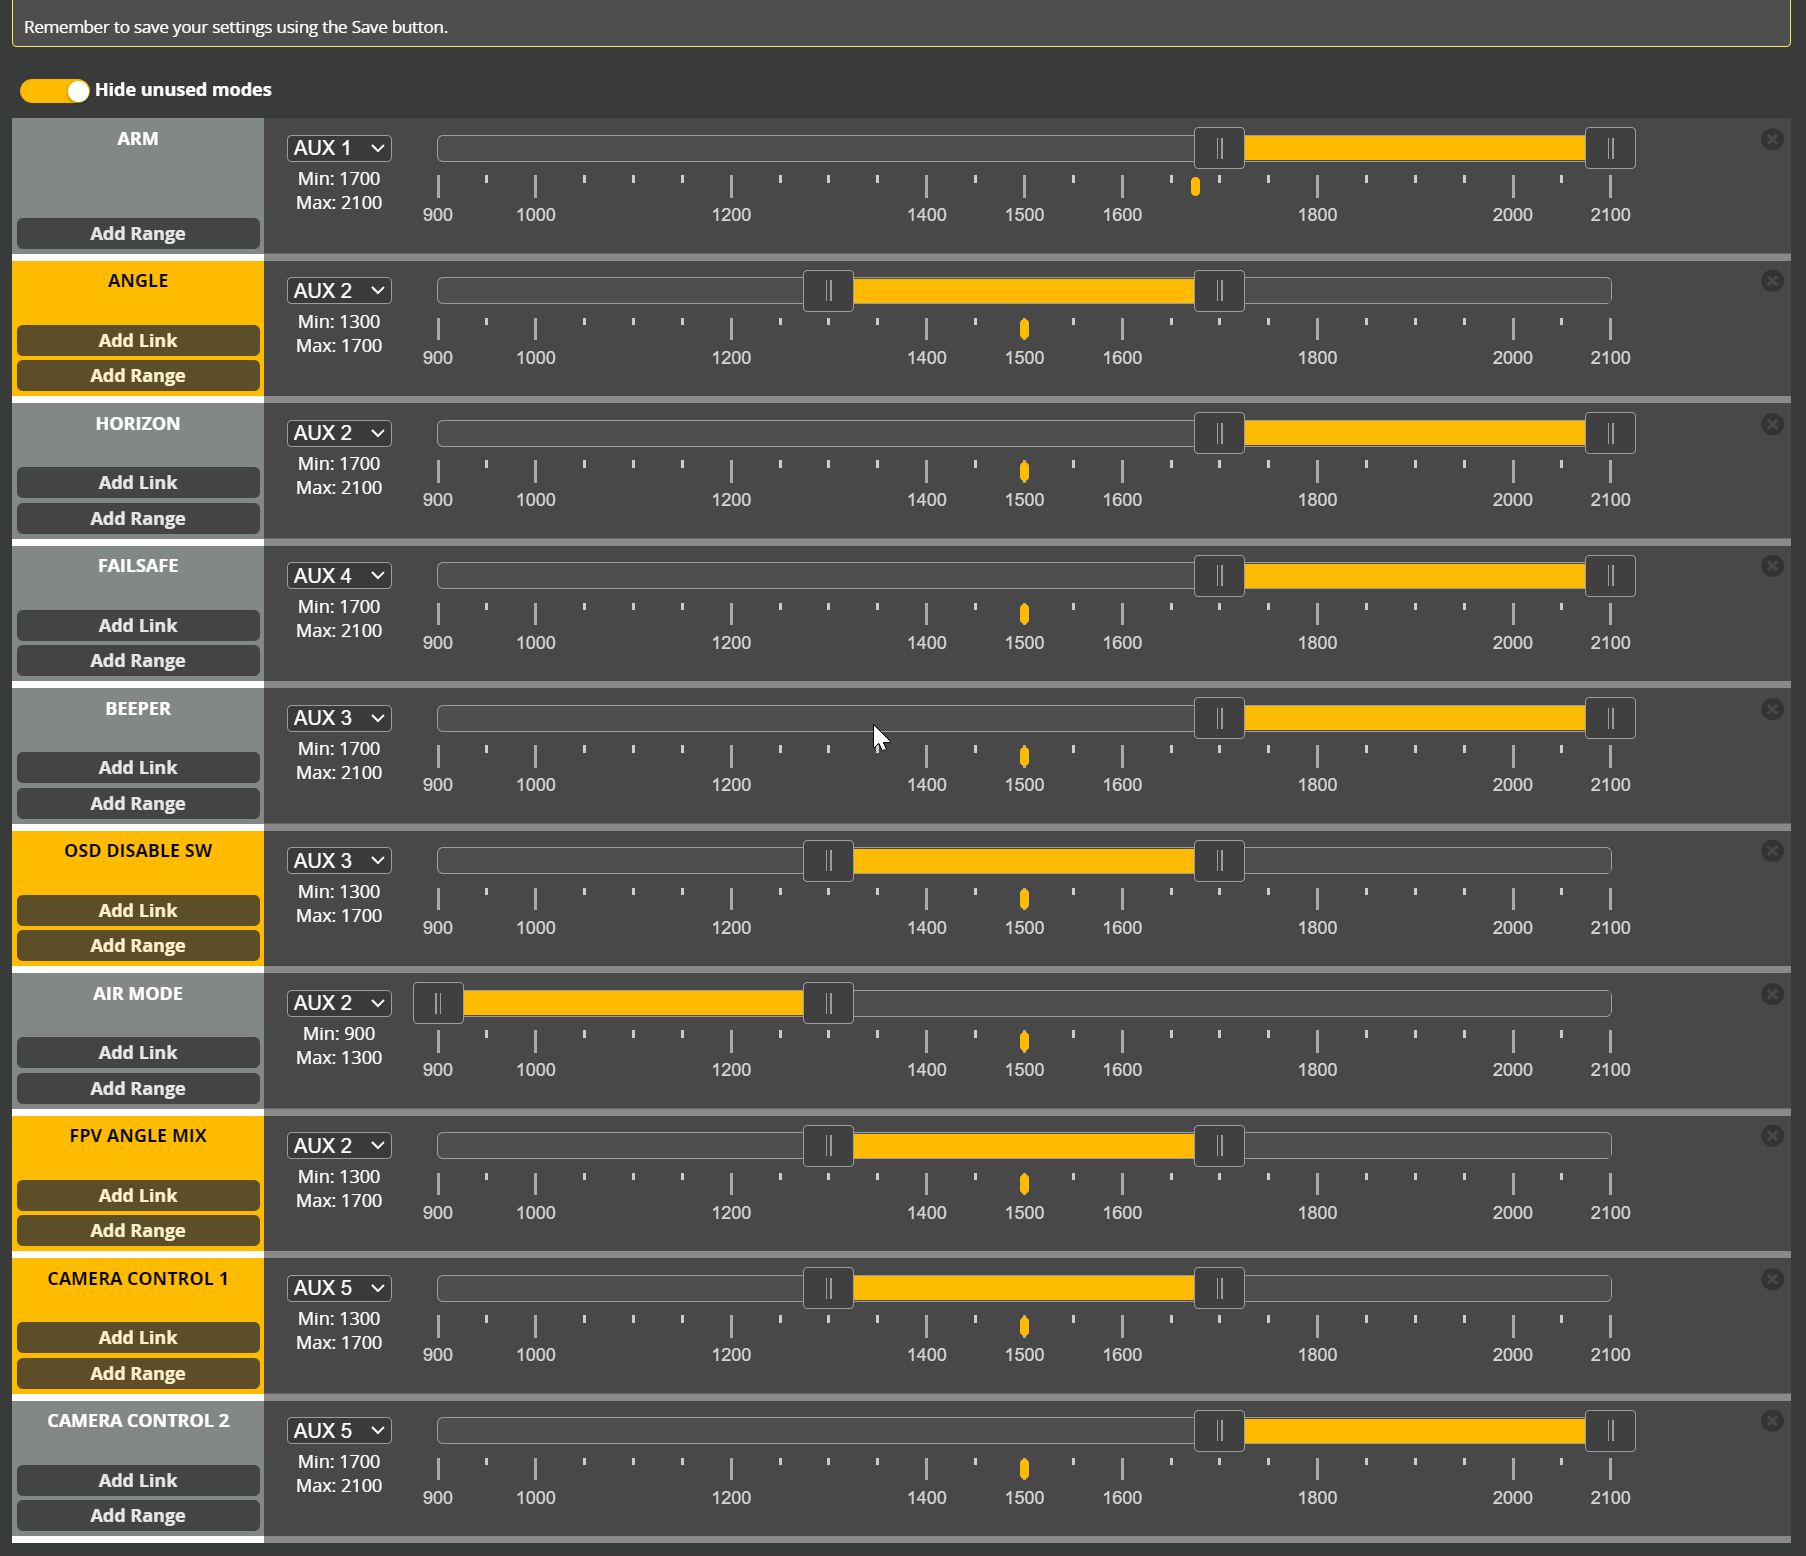 Remember to save your settings using the Save button.
Hide unused modes
ARM
Add Range
AUX 1
Min: 1700
Max: 2100
900 1000 1200 1400 1500 1600 1800 2000 2100
ANGLE
Add Link
Add Range
AUX 2
Min: 1300
Max: 1700
900 1000 1200 1400 1500 1600 1800 2000 2100
HORIZON
Add Link
Add Range
AUX 2
Min: 1700
Max: 2100
900 1000 1200 1400 1500 1600 1800 2000 2100
FAILSAFE
Add Link
Add Range
AUX 4
Min: 1700
Max: 2100
900 1000 1200 1400 1500 1600 1800 2000 2100
BEEPER
Add Link
Add Range
AUX 3
Min: 1700
Max: 2100
900 1000 1200 1400 1500 1600 1800 2000 2100
OSD DISABLE SW
Add Link
Add Range
AUX 3
Min: 1300
Max: 1700
900 1000 1200 1400 1500 1600 1800 2000 2100
AIR MODE
Add Link
Add Range
AUX 2
Min: 900
Max: 1300
900 1000 1200 1400 1500 1600 1800 2000 2100
FPV ANGLE MIX
Add Link
Add Range
AUX 2
Min: 1300
Max: 1700
900 1000 1200 1400 1500 1600 1800 2000 2100
CAMERA CONTROL 1
Add Link
Add Range
AUX 5
Min: 1300
Max: 1700
900 1000 1200 1400 1500 1600 1800 2000 2100
CAMERA CONTROL 2
Add Link
Add Range
AUX 5
Min: 1700
Max: 2100
900 1000 1200 1400 1500 1600 1800 2000 2100